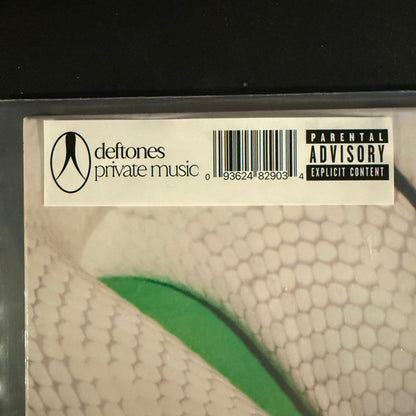 deftones
private music
0 93624 82903 4
PARENTAL
ADVISORY
EXPLICIT CONTENT